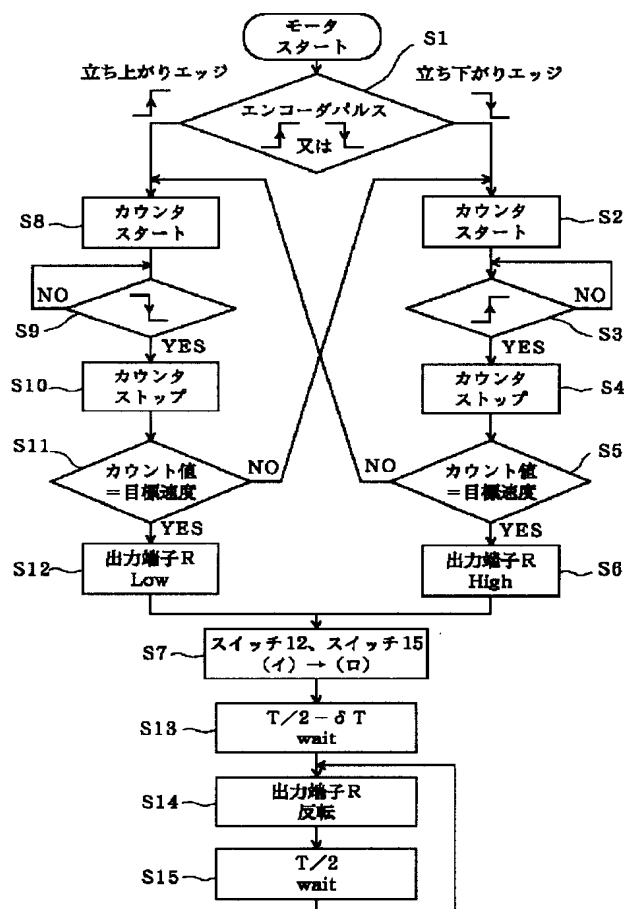 モータ
スタート
S1
立ち上がりエッジ
立ち下がりエッジ
エンコーダパルス
又は
S8
カウンタ
スタート
カウンタ
スタート
S2
NO
NO
S9
S3
YES
YES
S10
カウンタ
ストップ
カウンタ
ストップ
S4
S11
カウント値
＝目標速度
NO
NO
カウント値
＝目標速度
S5
YES
YES
S12
出力端子R
Low
出力端子R
High
S6
S7
スイッチ12、スイッチ15
(イ)→(ロ)
S13
T／2－δT
wait
S14
出力端子R
反転
S15
T／2
wait